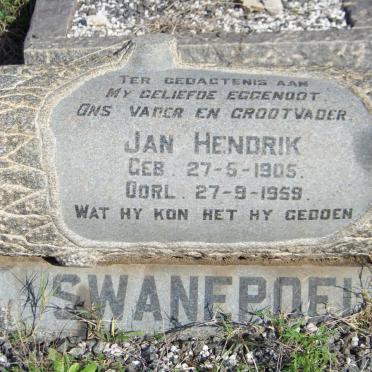 TER GEDAGTENIS AAN
MY GELIEFDE EGGENOOT
ONS VADER EN GROOTVADER.
JAN HENDRIK
GEB. 27-5-1905.
OORL. 27-9-1959.
WAT HY KON HET HY GEDOEN
SWANEPOEL